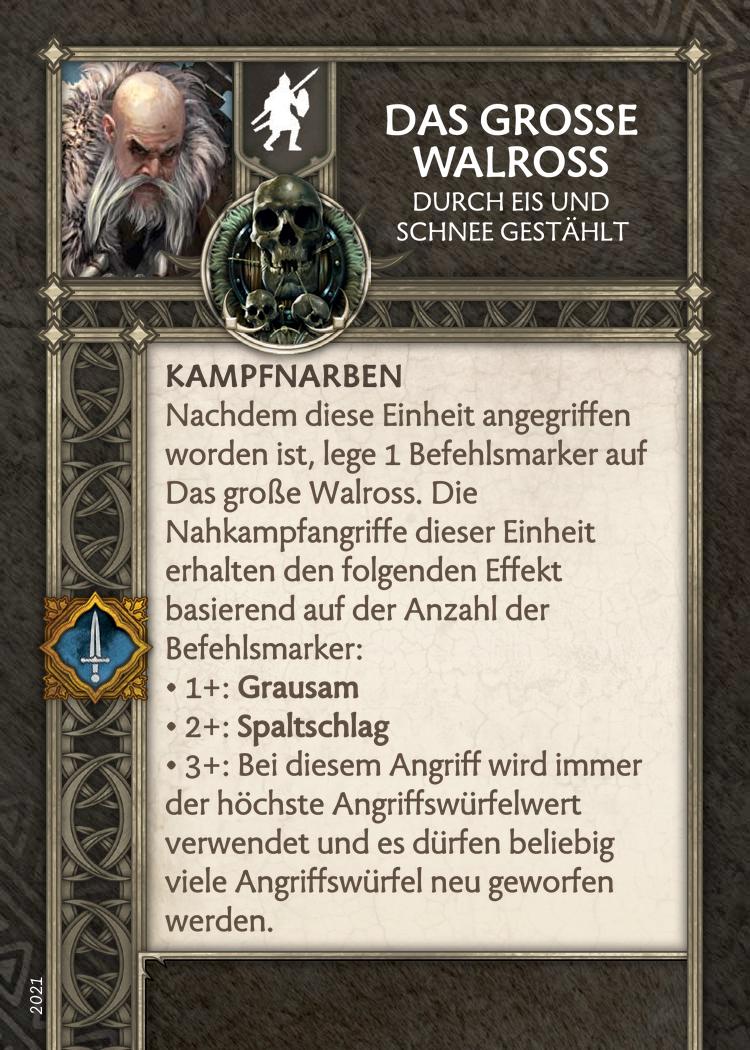 DAS GROSSE
WALROSS
DURCH EIS UND
SCHNEE GESTÄHLT
KAMPFNARBEN
Nachdem diese Einheit angegriffen
worden ist, lege 1 Befehlsmarker auf
Das große Walross. Die
Nahkampfangriffe dieser Einheit
erhalten den folgenden Effekt
basierend auf der Anzahl der
Befehlsmarker:
• 1+: Grausam
• 2+: Spaltschlag
• 3+: Bei diesem Angriff wird immer
der höchste Angriffswürfelwert
verwendet und es dürfen beliebig
viele Angriffswürfel neu geworfen
werden.
2021